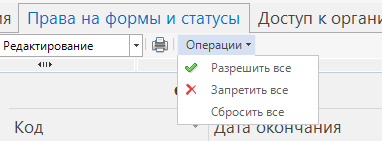 Права на формы и статусы Доступ к органи
Редактирование Операции
Разрешить все
Запретить все
Сбросить все
Код Дата окончания